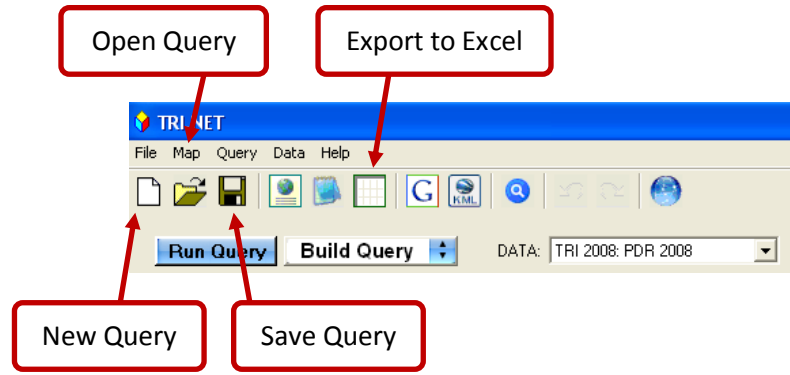 Open Query
Export to Excel
TRI.NET
File Map Query Data Help
G
KML
Run Query
Build Query
DATA:
TRI 2008: PDR 2008
New Query
Save Query